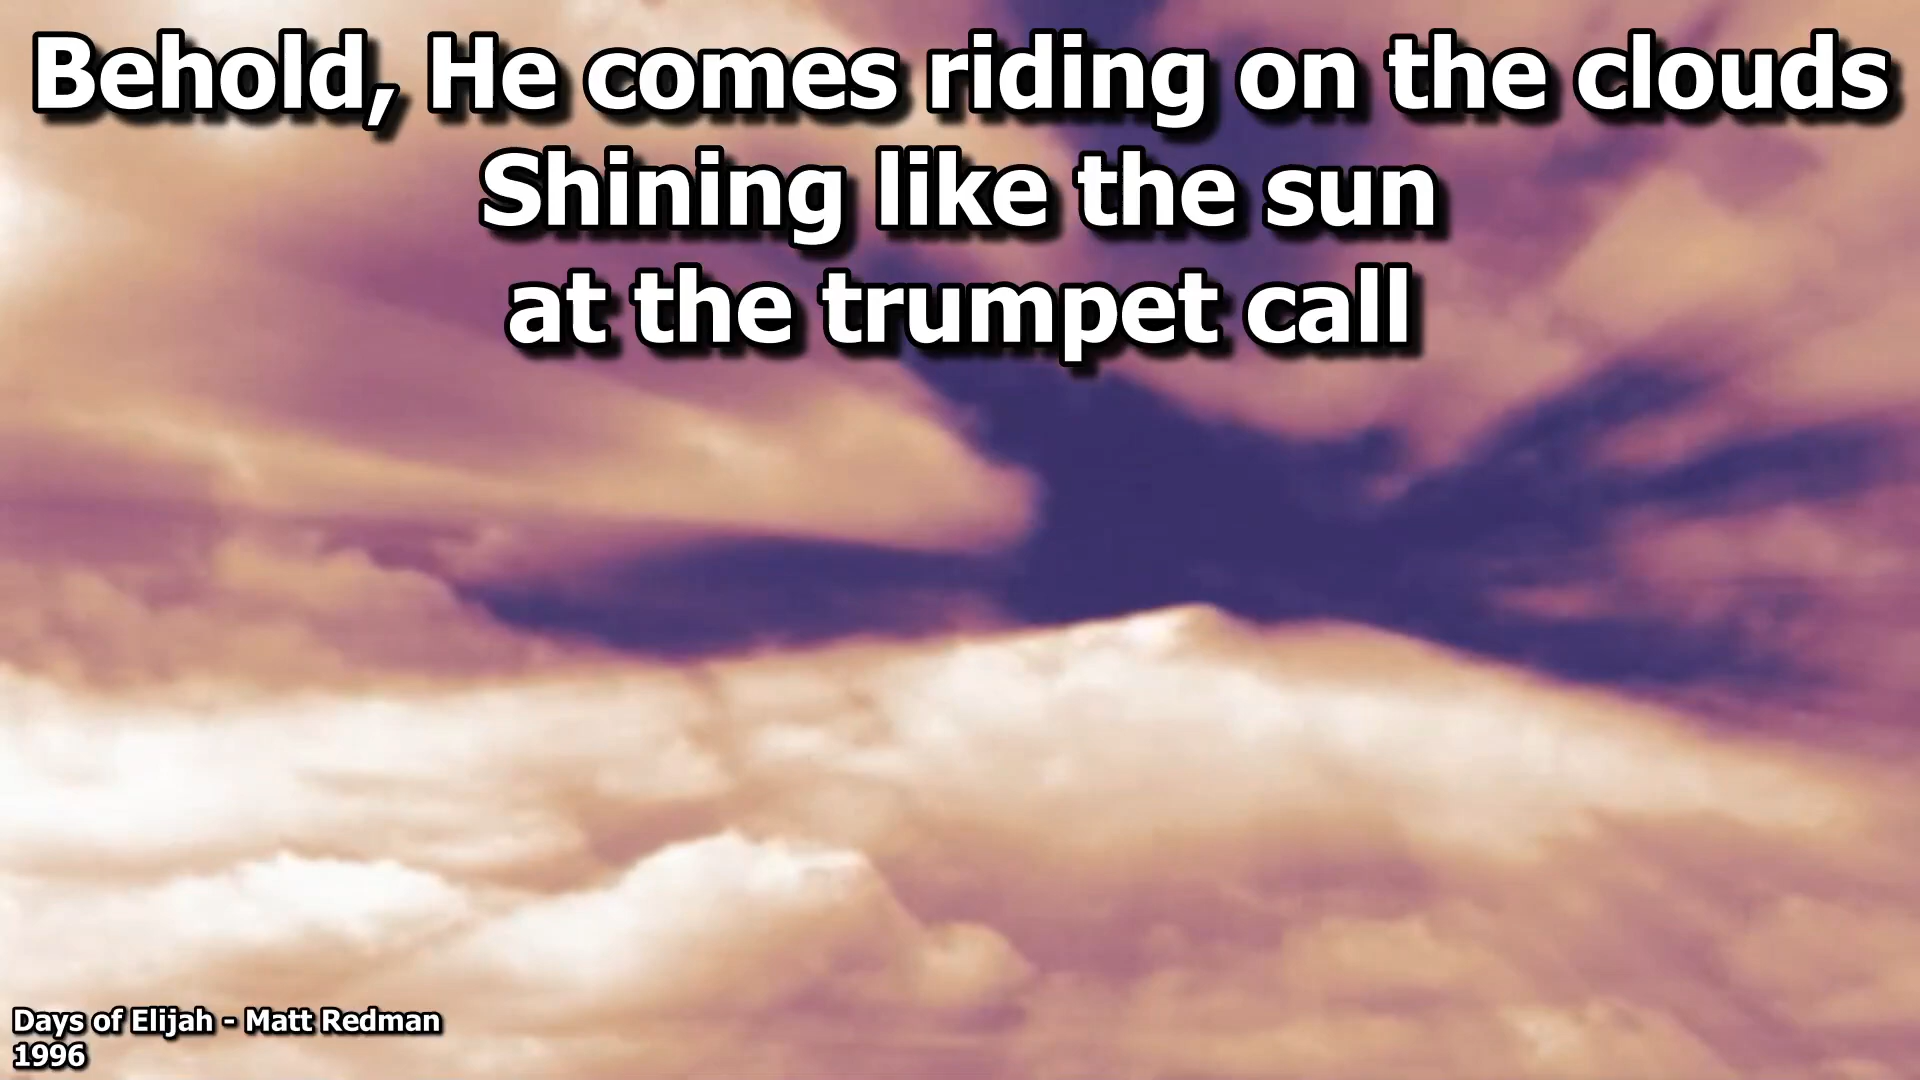 Behold, He comes riding on the clouds
Shining like the sun
at the trumpet call
Days of Elijah - Matt Redman
1996